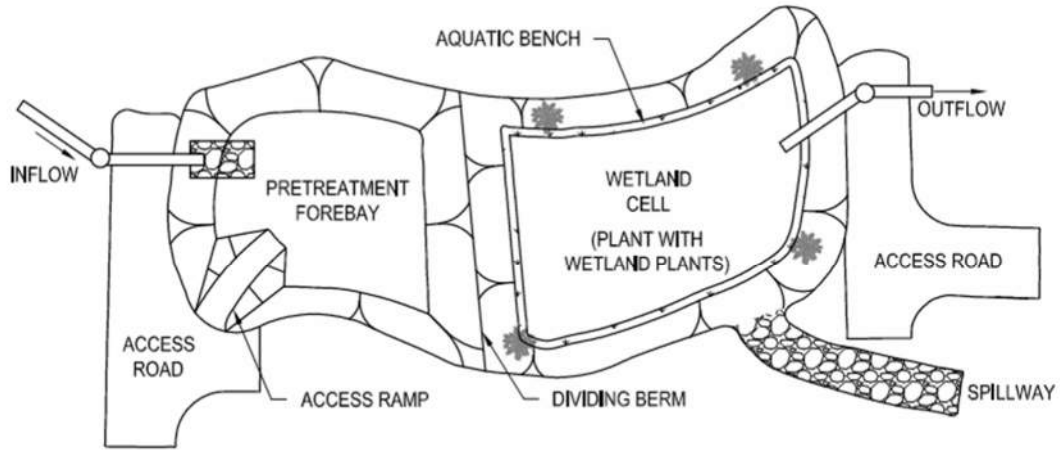 AQUATIC BENCH
INFLOW
OUTFLOW
PRETREATMENT
FOREBAY
WETLAND
CELL
(PLANT WITH
WETLAND PLANTS)
ACCESS ROAD
ACCESS
ROAD
ACCESS RAMP
DIVIDING BERM
SPILLWAY